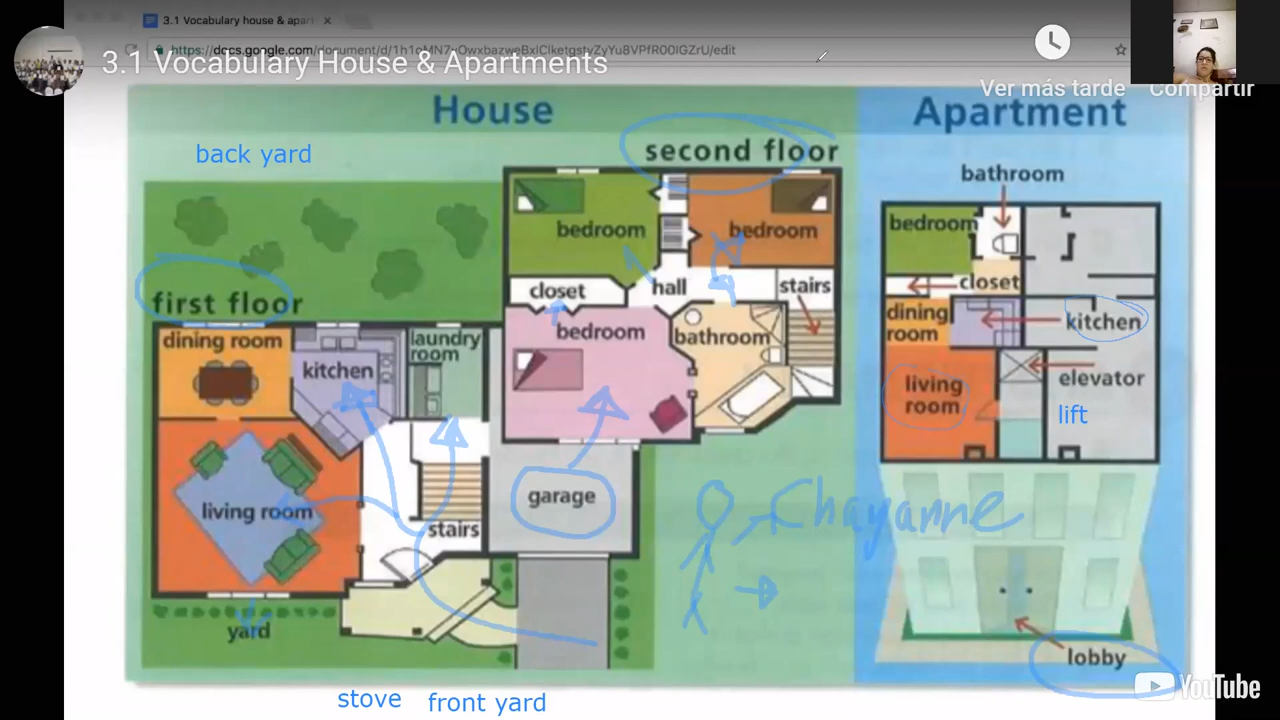 3.1 Vocabulary house & apart
3.1 Vocabulary House & Apartments
Ver más tarde
Compartir
House
Apartment
back yard
second floor
bedroom
bedroom
closet
hall
stairs
bedroom
bathroom
first floor
dining room
kitchen
laundry
room
living room
stairs
garage
yard
stove
front yard
Chayanne
bathroom
bedroom
closet
dining
room
kitchen
living
room
elevator
lift
lobby
YouTube